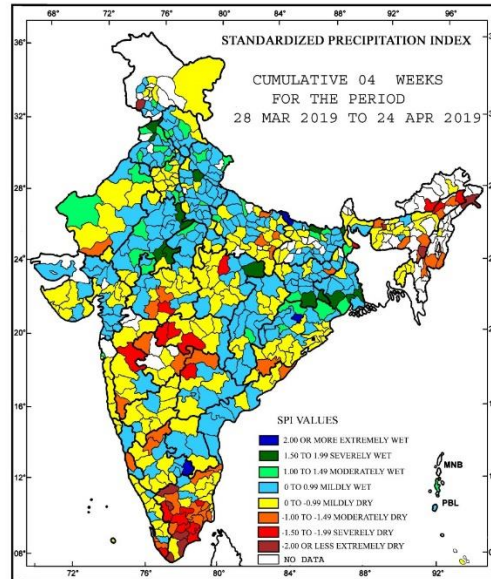 68° 72° 76° 80° 84° 88° 92° 96°
STANDARDIZED PRECIPITATION INDEX
CUMULATIVE 04 WEEKS
FOR THE PERIOD
28 MAR 2019 TO 24 APR 2019
36°
32°
28°
24°
20°
16°
12°
08°
SPI VALUES
2.00 OR MORE EXTREMELY WET
1.50 TO 1.99 SEVERELY WET
1.00 TO 1.49 MODERATELY WET
0 TO 0.99 MILDLY WET
0 TO -0.99 MILDLY DRY
-1.00 TO -1.49 MODERATELY DRY
-1.50 TO -1.99 SEVERELY DRY
-2.00 OR LESS EXTREMELY DRY
NO DATA
MNB
PBL
72° 76° 80° 84° 88° 92°